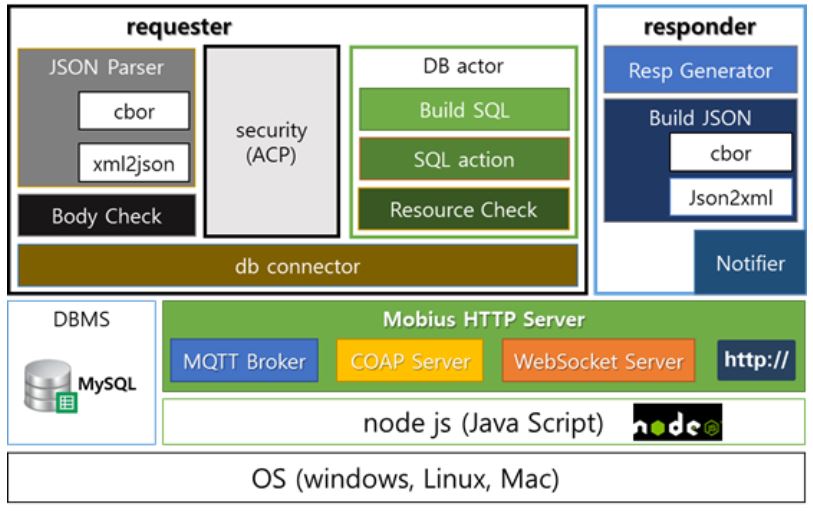 requester
JSON Parser
cbor
xml2json
Body Check
security
(ACP)
DB actor
Build SQL
SQL action
Resource Check
db connector
responder
Resp Generator
Build JSON
cbor
Json2xml
Notifier
DBMS
MySQL
Mobius HTTP Server
MQTT Broker
COAP Server
WebSocket Server
http://
node js (Java Script)
node
JS
OS (windows, Linux, Mac)